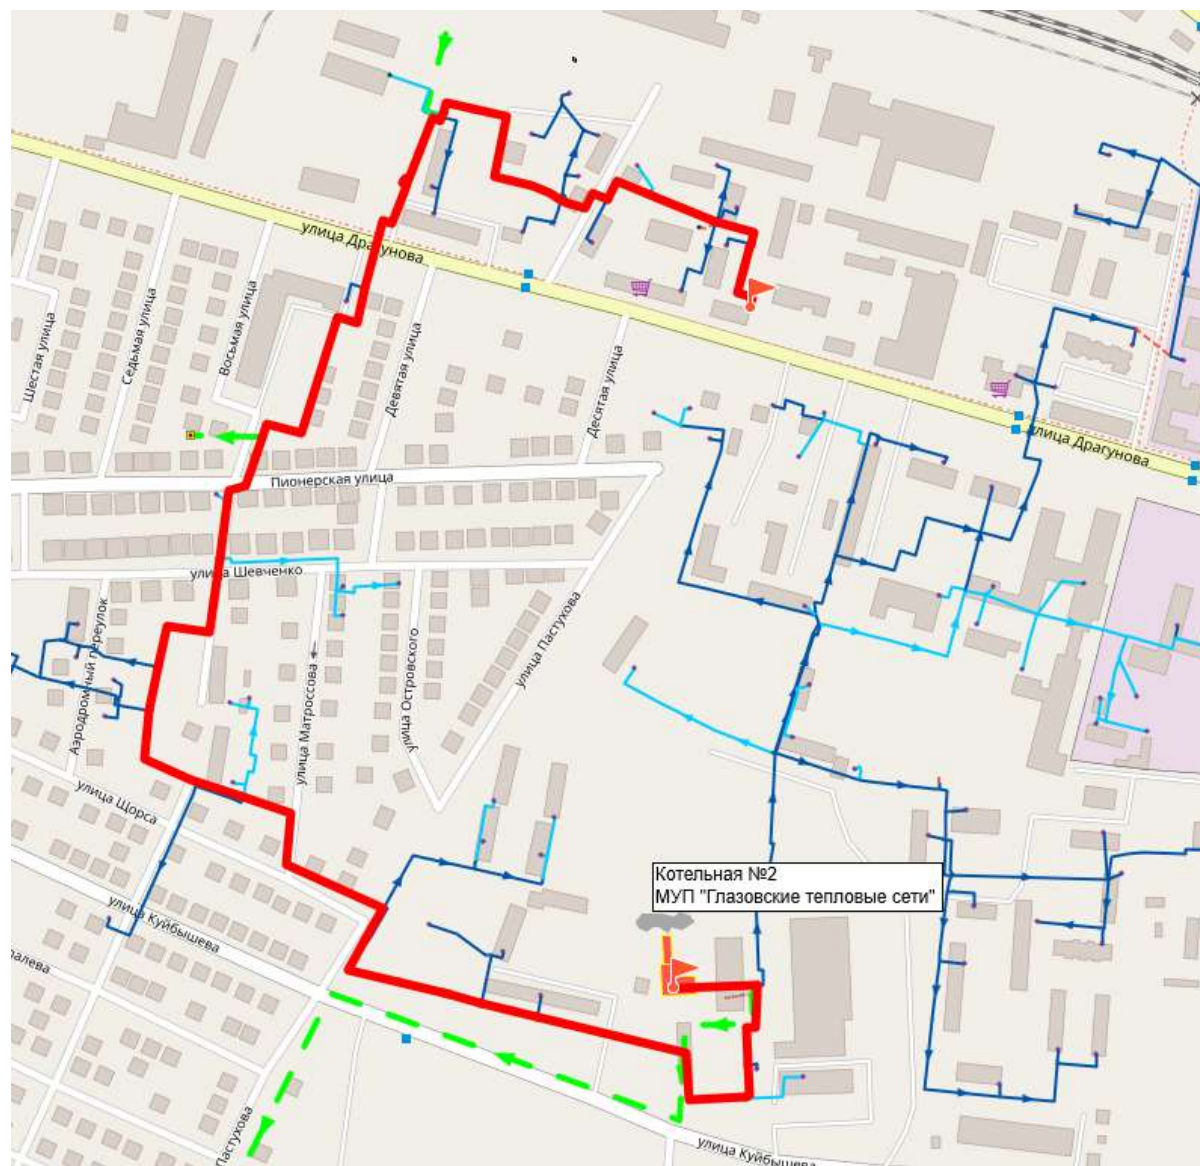 улица Драгунова
Шестая улица
Седьмая улица
Восьмая улица
Девятая улица
Десятая улица
улица Драгунова
Пионерская улица
улица Шевченко
Аэродромный переулок
улица Матроссова
улица Островского
улица Пастухова
улица Щорса
улица Куйбышева
Котельная №2
МУП "Глазовские тепловые сети"
Пастухова
улица Куйбышева